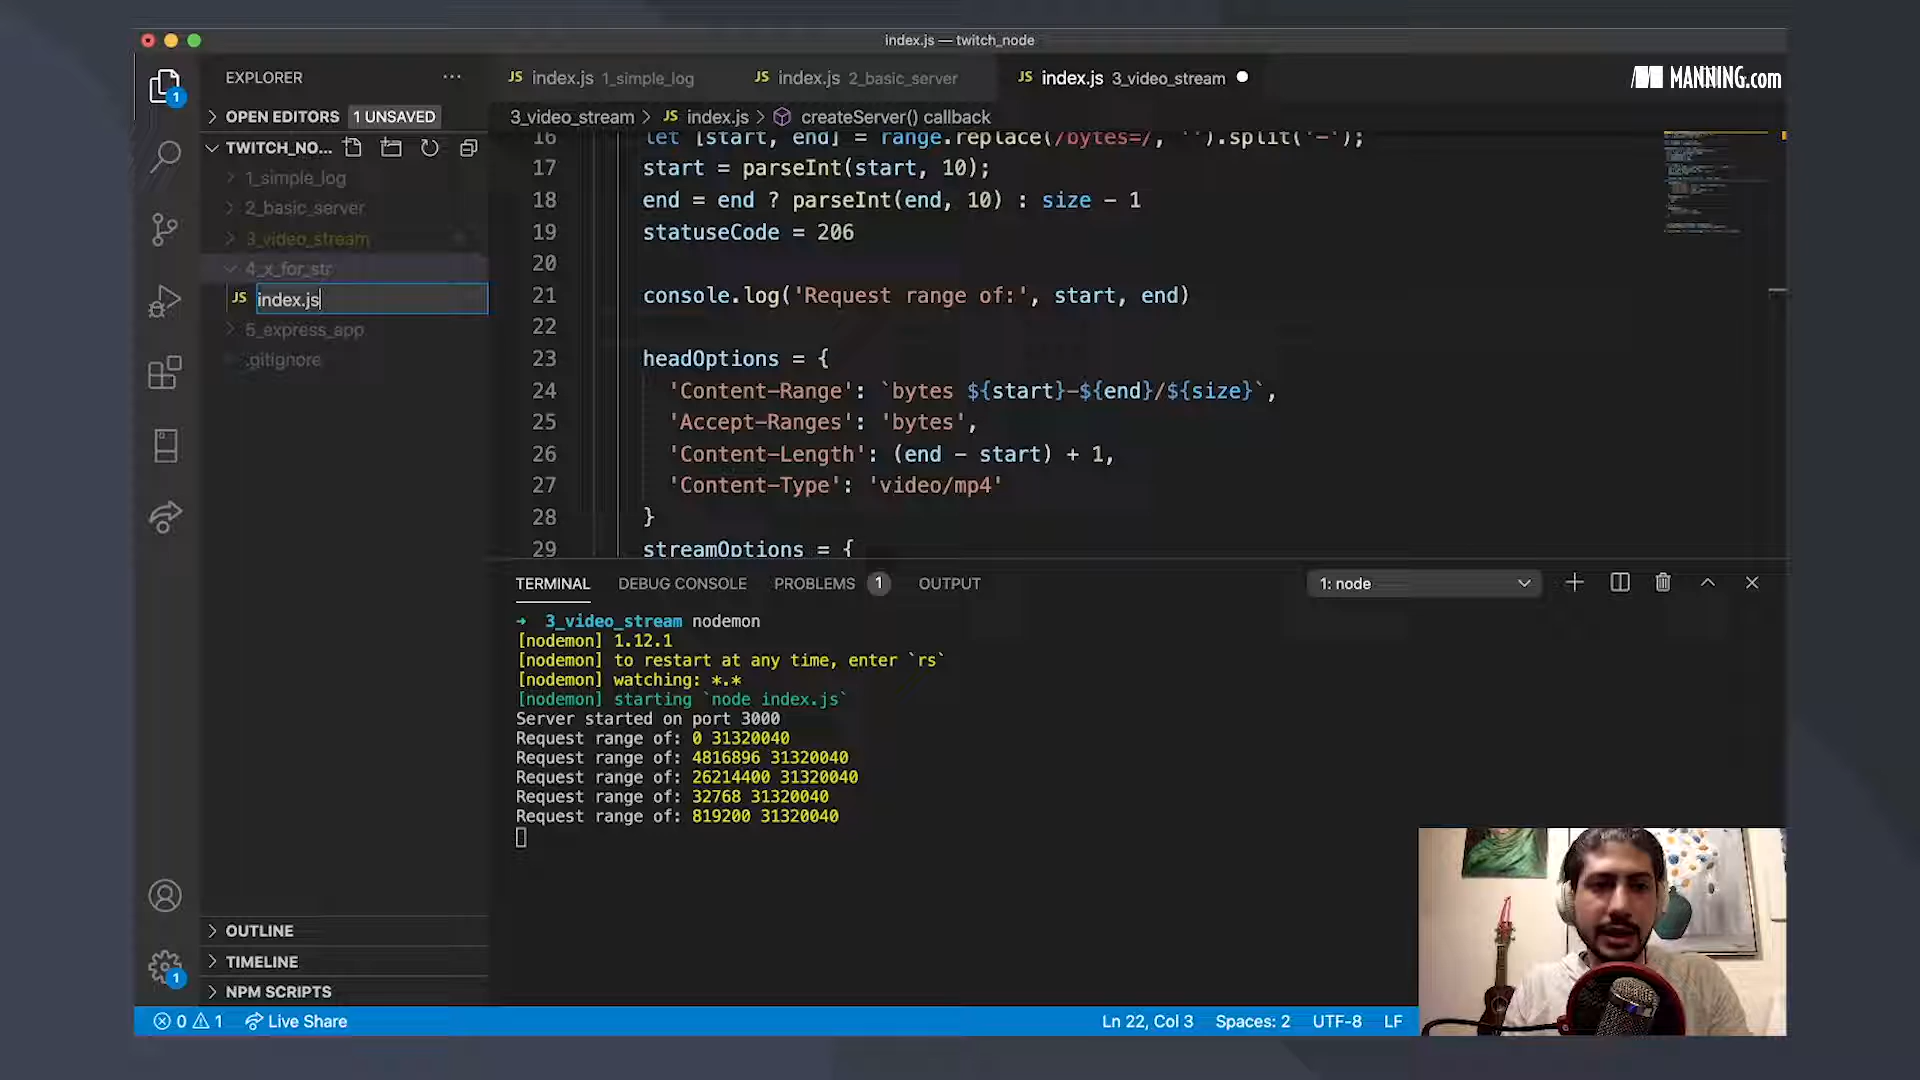 index.js — twitch_node
EXPLORER
index.js 1_simple_log
index.js 2_basic_server
index.js 3_video_stream
MANNING.com
OPEN EDITORS 1 UNSAVED
3_video_stream > JS index.js > createServer() callback
TWITCH_NO...
1_simple_log
2_basic_server
3_video_stream
4_x_for_str
JS index.js
5_express_app
.gitignore
16 let [start, end] = range.replace(/bytes=/, '').split('-');
17 start = parseInt(start, 10);
18 end = end ? parseInt(end, 10) : size - 1
19 statuseCode = 206
20
21 console.log('Request range of:', start, end)
22
23 headOptions = {
24 'Content-Range': `bytes ${start}-${end}/${size}`,
25 'Accept-Ranges': 'bytes',
26 'Content-Length': (end - start) + 1,
27 'Content-Type': 'video/mp4'
28 }
29 streamOptions = {
TERMINAL DEBUG CONSOLE PROBLEMS 1 OUTPUT
1: node
➜ 3_video_stream nodemon
[nodemon] 1.12.1
[nodemon] to restart at any time, enter `rs`
[nodemon] watching: *.*
[nodemon] starting `node index.js`
Server started on port 3000
Request range of: 0 31320040
Request range of: 4816896 31320040
Request range of: 26214400 31320040
Request range of: 32768 31320040
Request range of: 819200 31320040
OUTLINE
TIMELINE
NPM SCRIPTS
0 1 Live Share
Ln 22, Col 3 Spaces: 2 UTF-8 LF